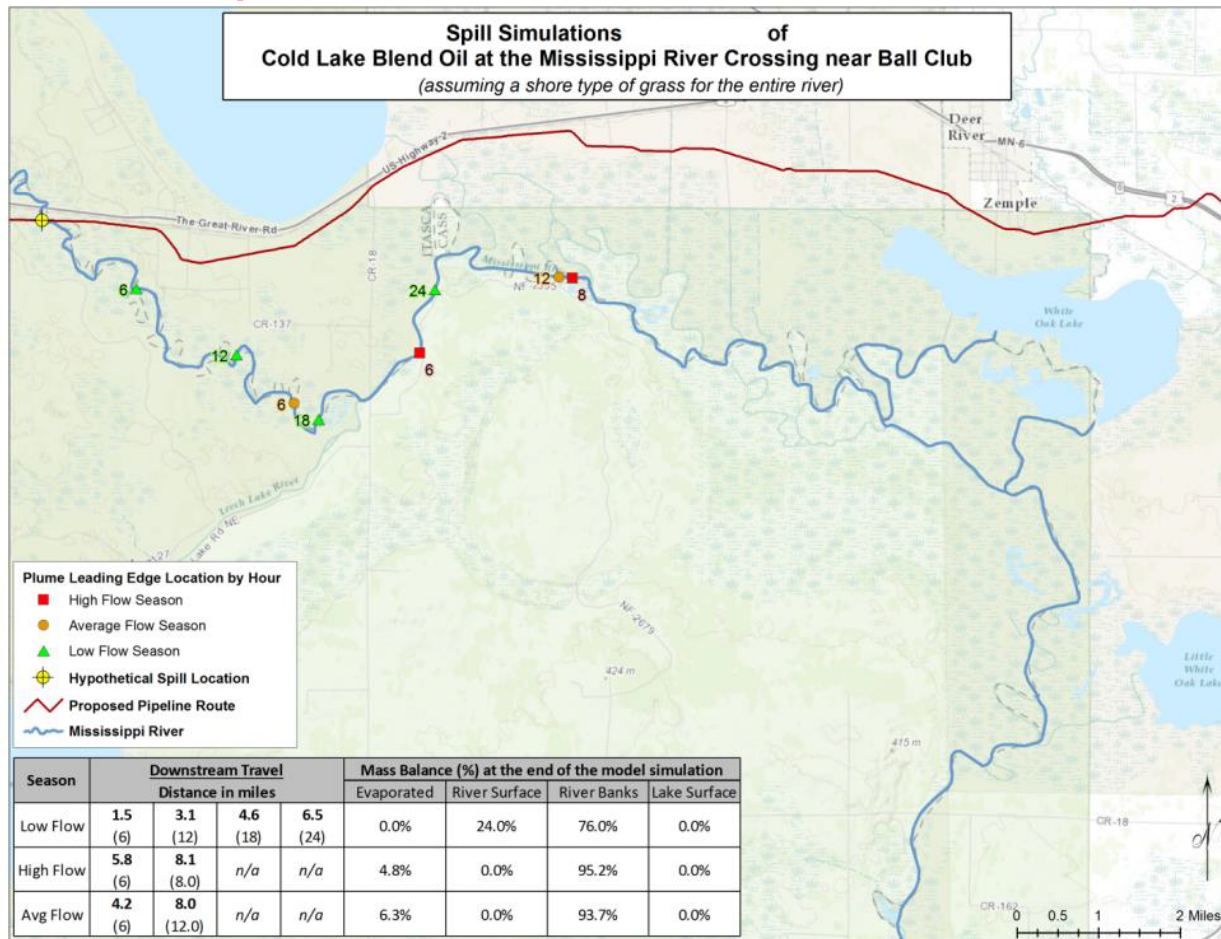 Spill Simulations of
Cold Lake Blend Oil at the Mississippi River Crossing near Ball Club
(assuming a shore type of grass for the entire river)
Deer
River
MN-6
6
2
Zemple
US-Highway-2
The Great River Rd
ITASCA
CASS
CR-18
Mississippi
12
8
24
NF-2355
6
CR-137
12
6
6
18
White
Oak Lake
Leech Lake River
Lake Rd NE
NF-2679
424 m
Little
White
Oak Lake
415 m
CR-18
CR-162
N
0 0.5 1 2 Miles
Plume Leading Edge Location by Hour
High Flow Season
Average Flow Season
Low Flow Season
Hypothetical Spill Location
Proposed Pipeline Route
Mississippi River
Season Downstream Travel Mass Balance (%) at the end of the model simulation
Distance in miles Evaporated River Surface River Banks Lake Surface
Low Flow 1.5 3.1 4.6 6.5 0.0% 24.0% 76.0% 0.0%
(6) (12) (18) (24)
High Flow 5.8 8.1 n/a n/a 4.8% 0.0% 95.2% 0.0%
(6) (8.0)
Avg Flow 4.2 8.0 n/a n/a 6.3% 0.0% 93.7% 0.0%
(6) (12.0)